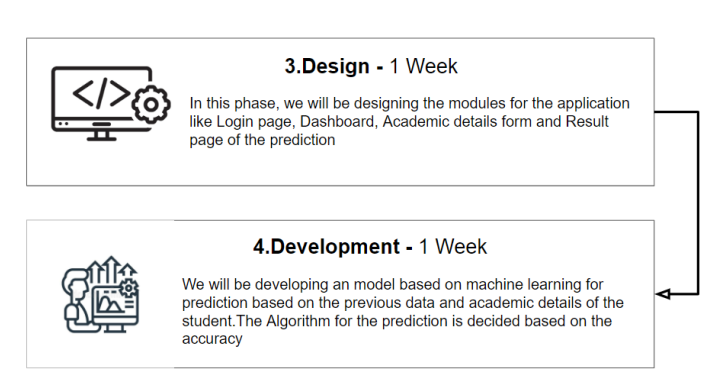 3.Design - 1 Week
</>
In this phase, we will be designing the modules for the application
like Login page, Dashboard, Academic details form and Result
page of the prediction
4.Development - 1 Week
We will be developing an model based on machine learning for
prediction based on the previous data and academic details of the
student.The Algorithm for the prediction is decided based on the
accuracy